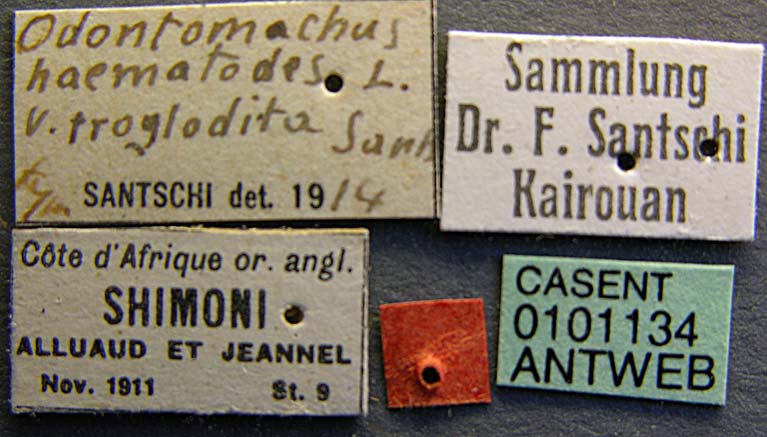 Odontomachus
haematodes L.
v. troglodita Sants
SANTSCHI det. 1914
Sammlung
Dr. F. Santschi
Kairouan
Côte d'Afrique or. angl.
SHIMONI
ALLUAUD ET JEANNEL
Nov. 1911 St. 9
CASENT
0101134
ANTWEB